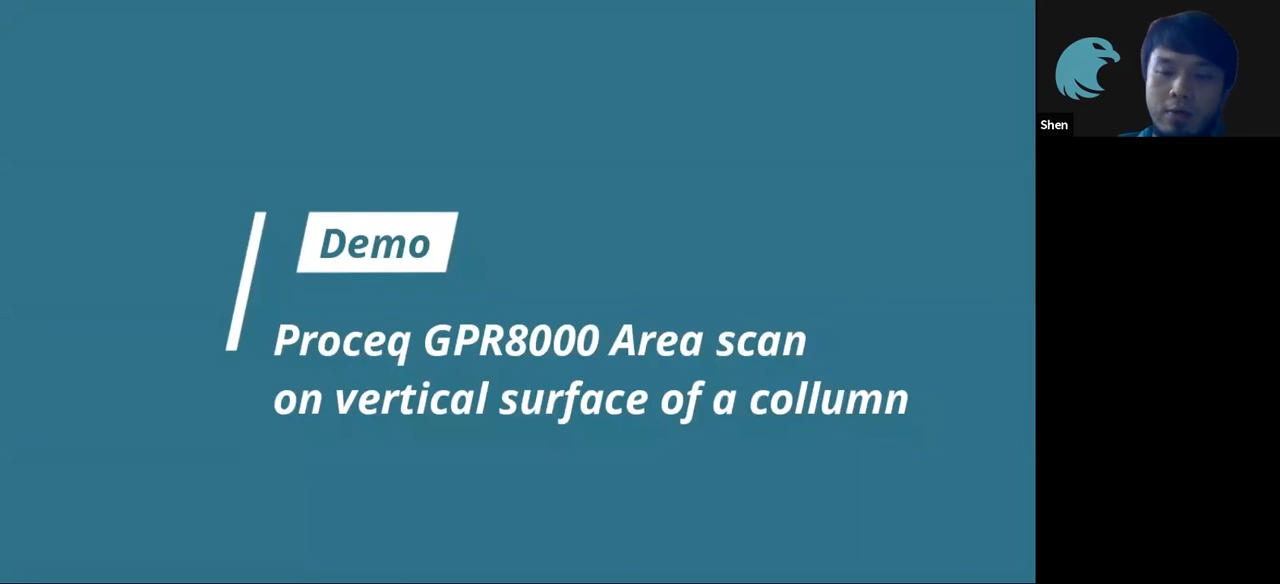 Demo
Proceq GPR8000 Area scan
on vertical surface of a collumn
Shen